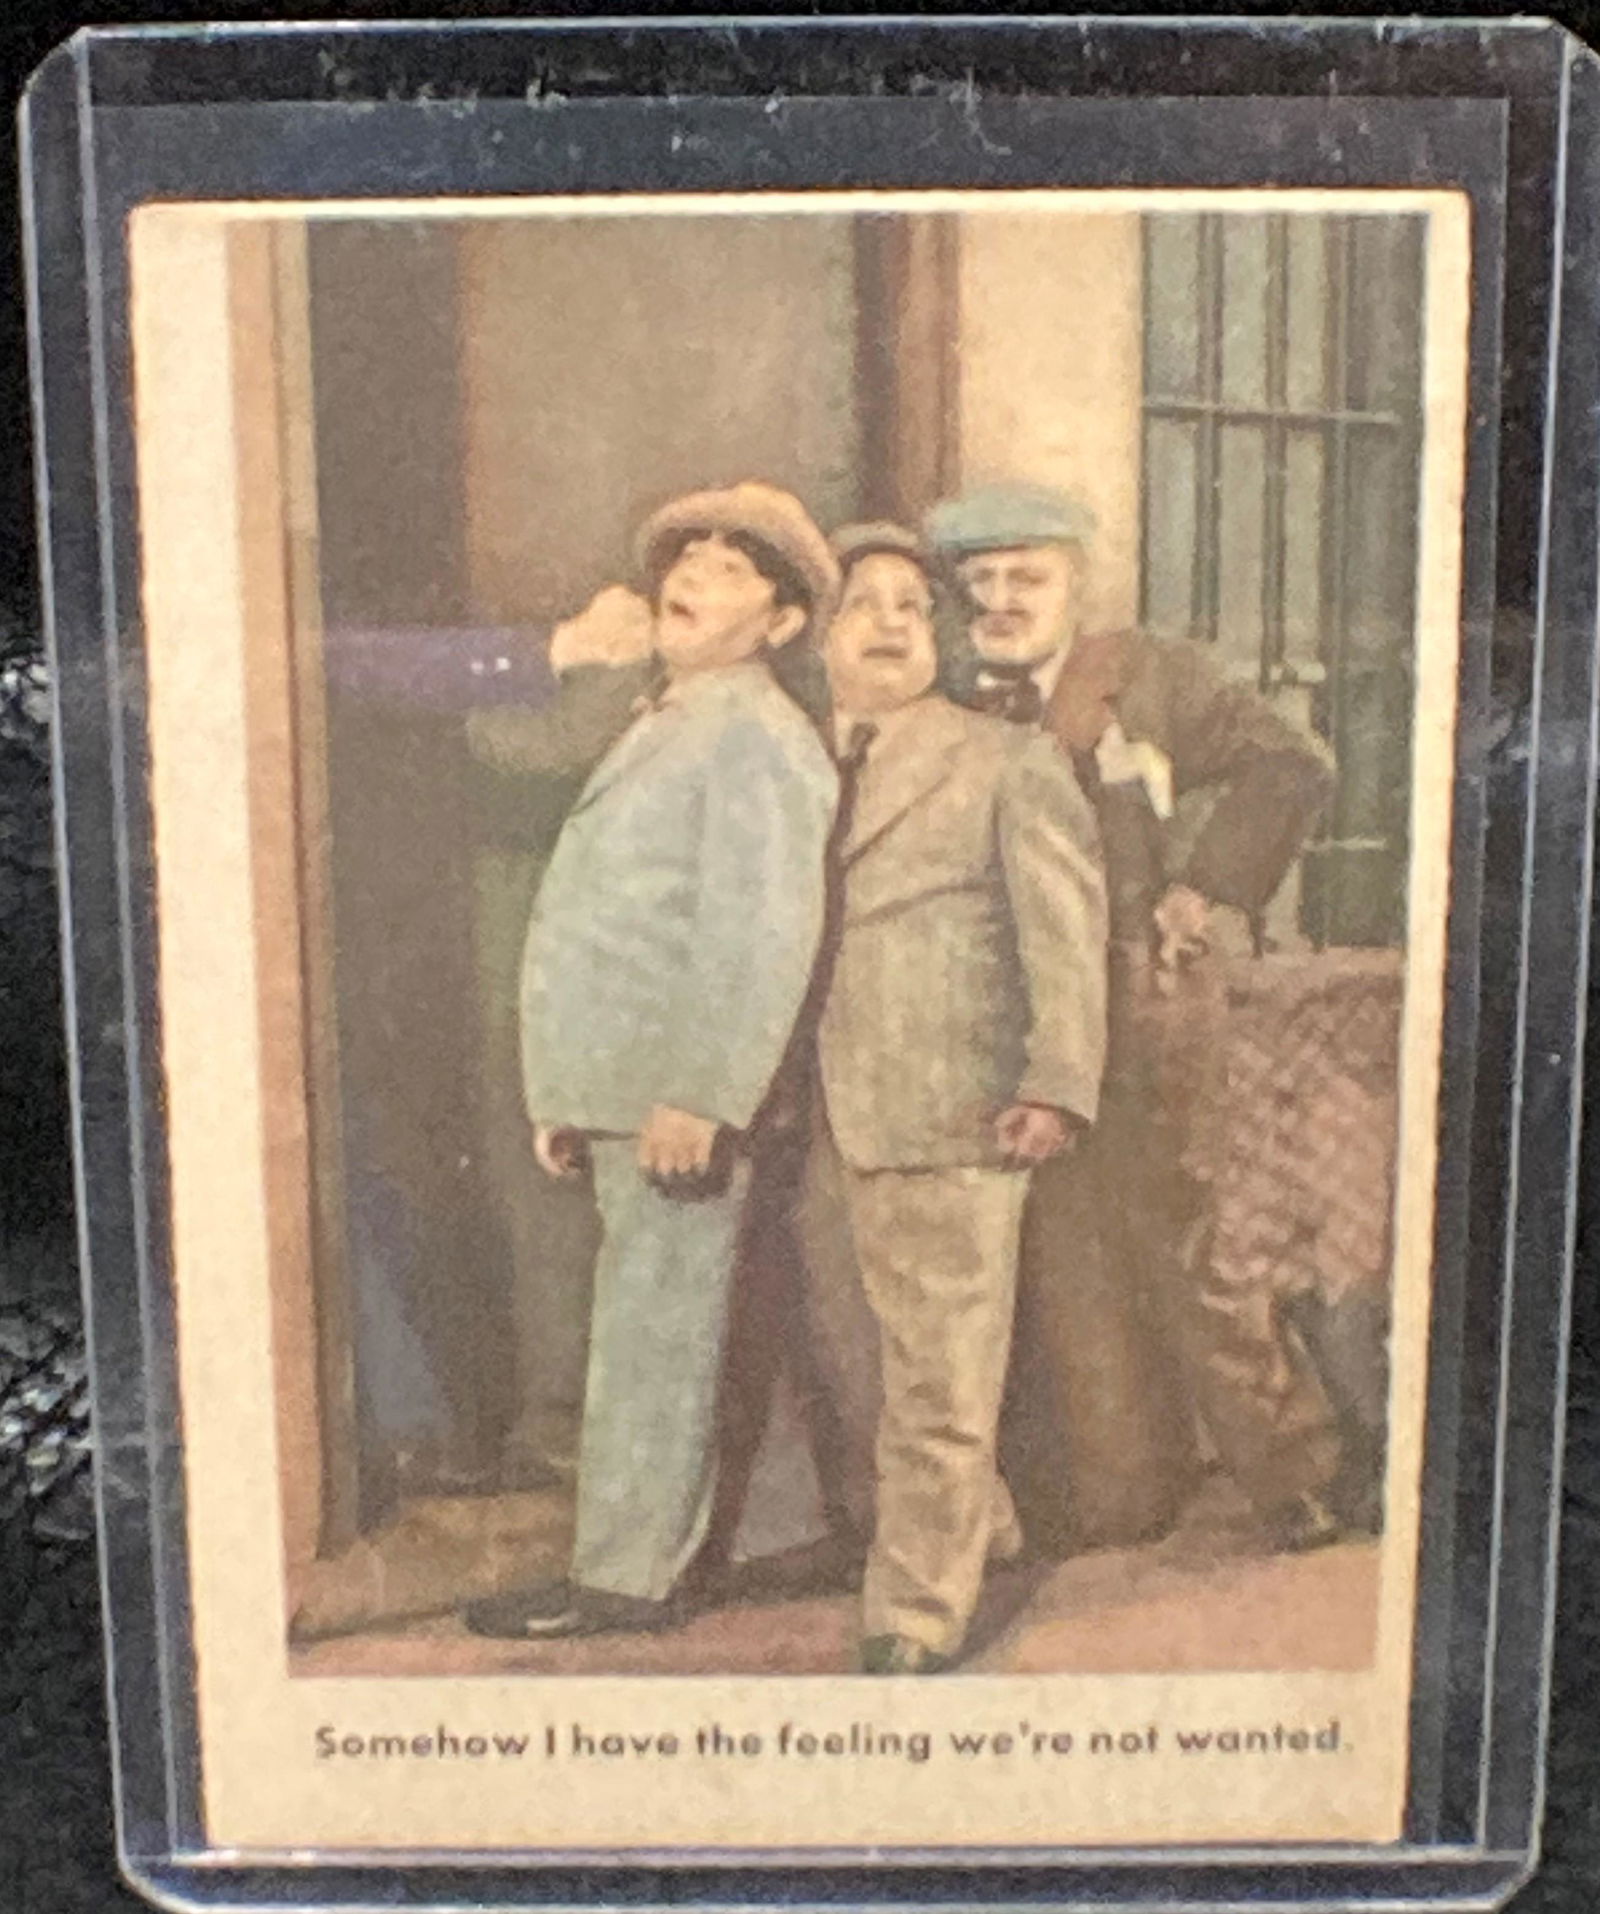 Somehow I have the feeling we're not wanted.